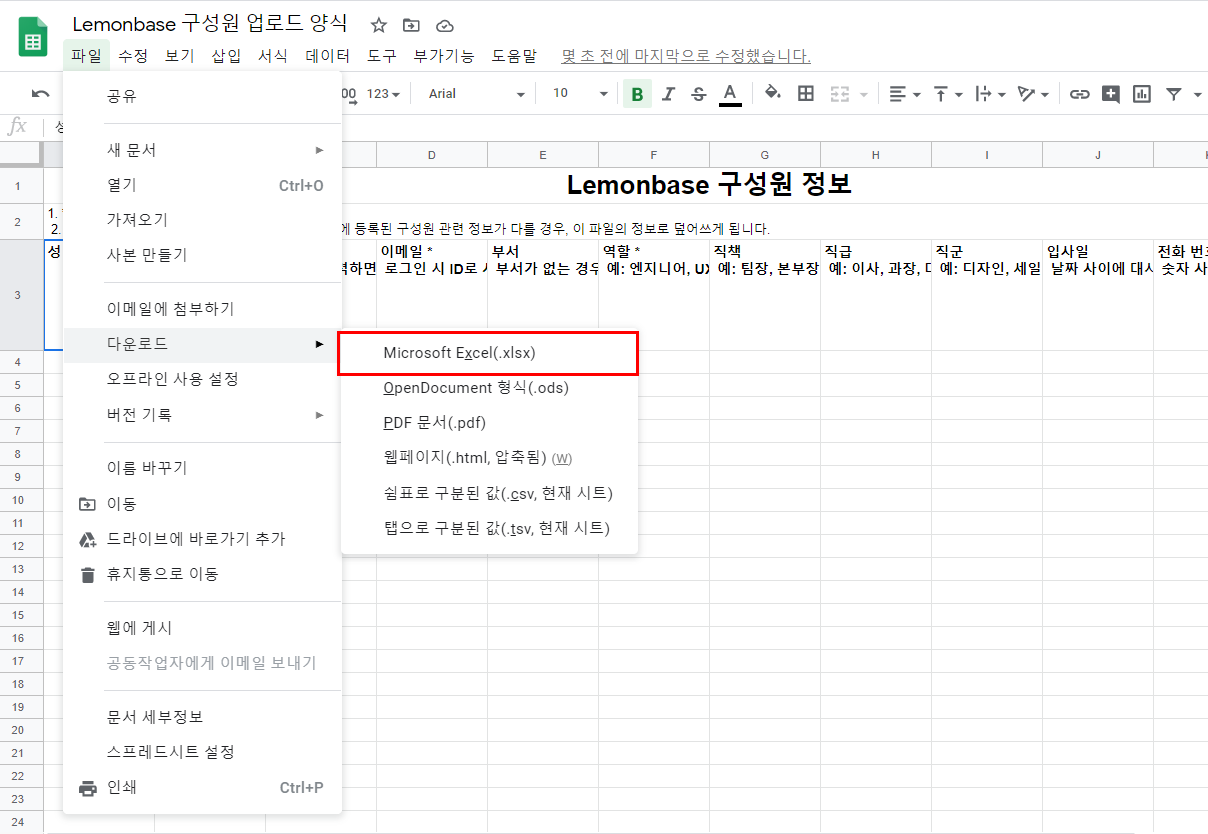 Lemonbase 구성원 업로드 양식
파일 수정 보기 삽입 서식 데이터 도구 부가기능 도움말 몇 초 전에 마지막으로 수정했습니다.
00 123 Arial 10 B I S A
fx 성
D E F G H I J
1 Lemonbase 구성원 정보
2 1.
2. 에 등록된 구성원 관련 정보가 다를 경우, 이 파일의 정보로 덮어쓰게 됩니다.
성 이메일 * 부서 역할 * 직책 직급 직군 입사일 전화 번호
력하면 로그인 시 ID로 부서가 없는 경우 예: 엔지니어, UX 예: 팀장, 본부장 예: 이사, 과장, 예: 디자인, 세일 날짜 사이에 대시 숫자 사
3
4
5
6
7
8
9
10
11
12
13
14
15
16
17
18
19
20
21
22
23
24
공유
새 문서
열기 Ctrl+O
가져오기
사본 만들기
이메일에 첨부하기
다운로드
오프라인 사용 설정
버전 기록
이름 바꾸기
이동
드라이브에 바로가기 추가
휴지통으로 이동
웹에 게시
공동작업자에게 이메일 보내기
문서 세부정보
스프레드시트 설정
인쇄 Ctrl+P
Microsoft Excel(.xlsx)
OpenDocument 형식(.ods)
PDF 문서(.pdf)
웹페이지(.html, 압축됨) (W)
쉼표로 구분된 값(.csv, 현재 시트)
탭으로 구분된 값(.tsv, 현재 시트)